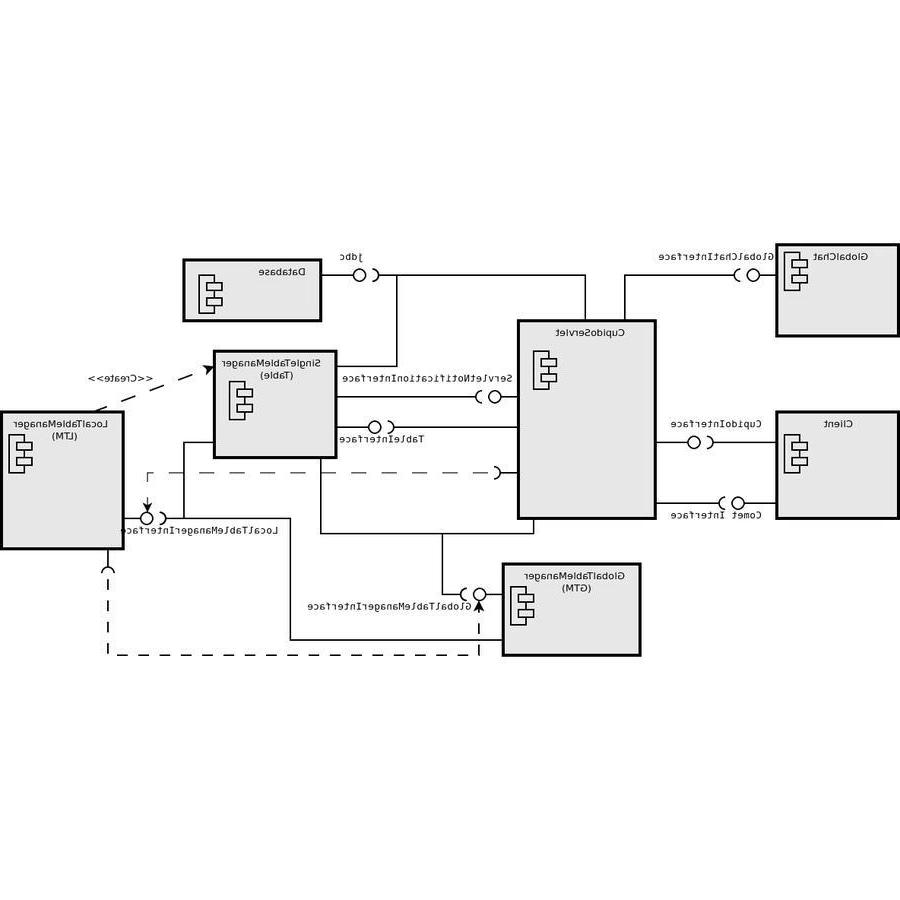 jdbc
GlobalChatInterface
GlobalChat
Database
CupidoServlet
SingleTableManager
(Table)
<<Create>>
ServletNotificationInterface
LocalTableManager
(LTM)
TableInterface
CupidoInterface
Client
LocalTableManagerInterface
Comet Interface
GlobalTableManager
(GTM)
GlobalTableManagerInterface